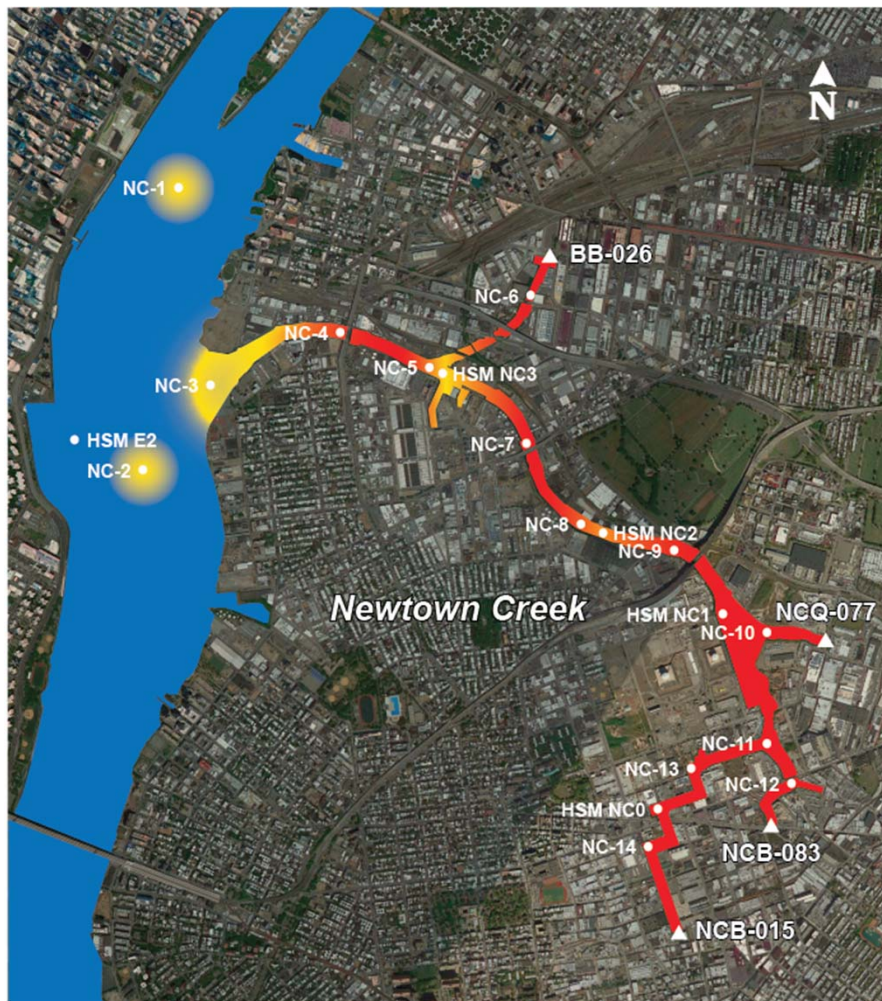 N
NC-1
BB-026
NC-6
NC-4
NC-5
HSM NC3
NC-3
HSM E2
NC-2
NC-7
NC-8
HSM NC2
NC-9
Newtown Creek
HSM NC1
NCQ-077
NC-10
NC-11
NC-13
NC-12
HSM NC0
NC-14
NCB-083
NCB-015